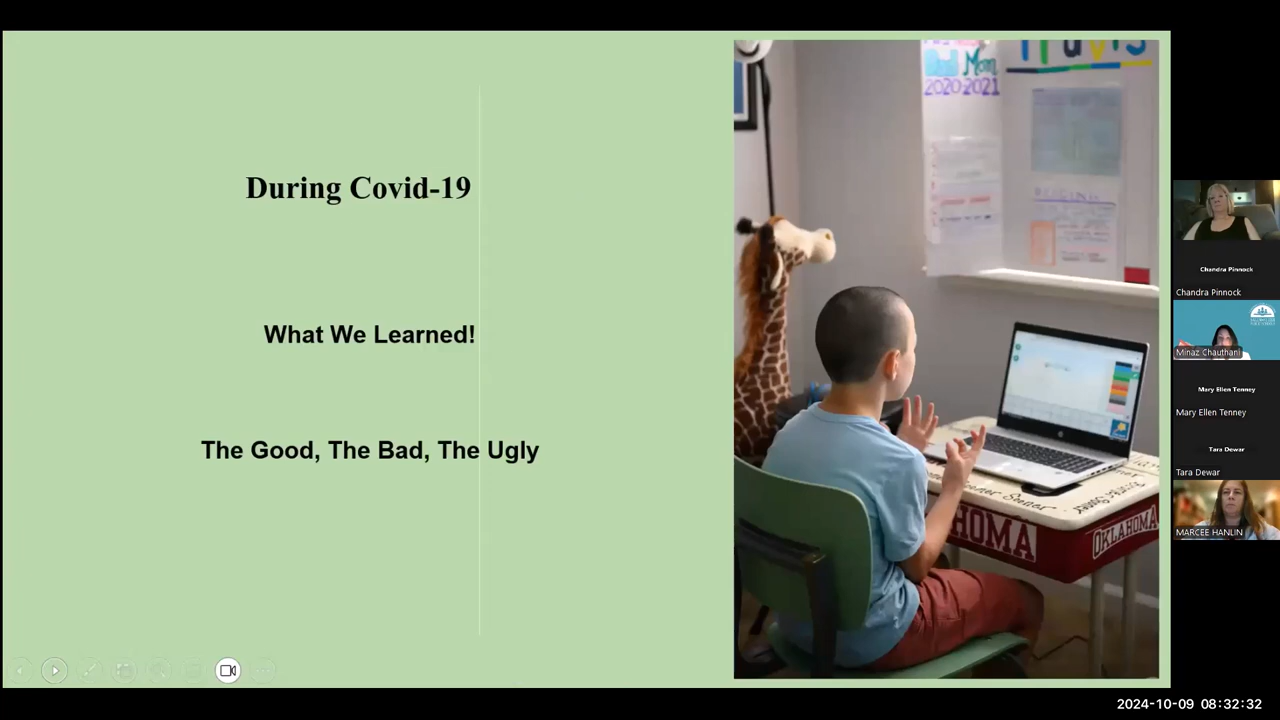 During Covid-19
What We Learned!
The Good, The Bad, The Ugly
Mom
2020-2021
Travis
HOMA
OKLAHOMA
Chandra Pinnock
Chandra Pinnock
Minaz Chauthani
Mary Ellen Tenney
Mary Ellen Tenney
Tara Dewar
Tara Dewar
MARCEE HANLIN
2024-10-09 08:32:32